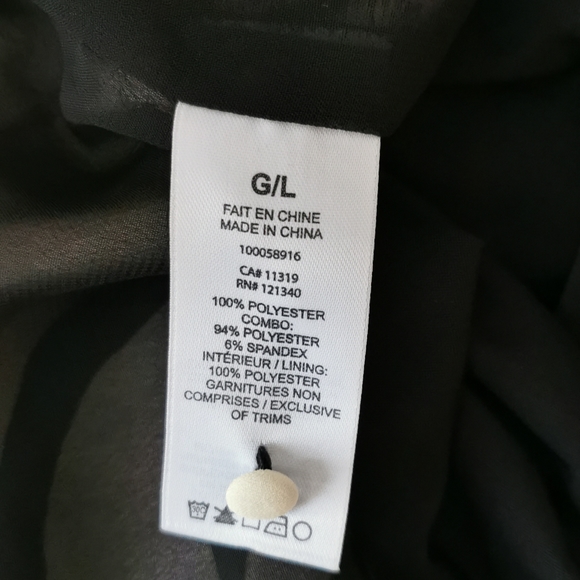 G/L
FAIT EN CHINE
MADE IN CHINA
100058916
CA# 11319
RN# 121340
100% POLYESTER
COMBO:
94% POLYESTER
6% SPANDEX
INTÉRIEUR / LINING:
100% POLYESTER
GARNITURES NON
COMPRISES / EXCLUSIVE
OF TRIMS